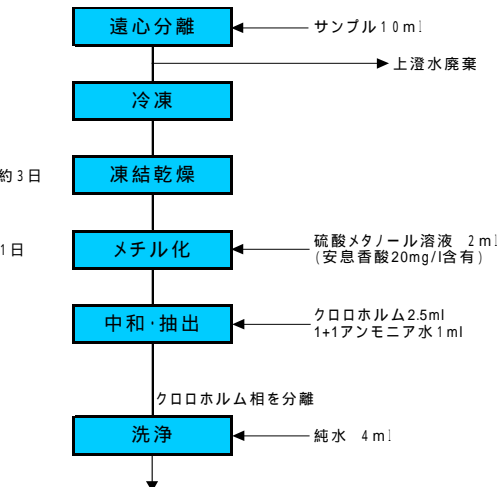 遠心分離
サンプル10ml
上澄水廃棄
冷凍
約3日
凍結乾燥
1日
メチル化
硫酸メタノール溶液 2ml
(安息香酸20mg/l含有)
中和・抽出
クロロホルム2.5ml
1+1アンモニア水1ml
クロロホルム相を分離
洗浄
純水 4ml